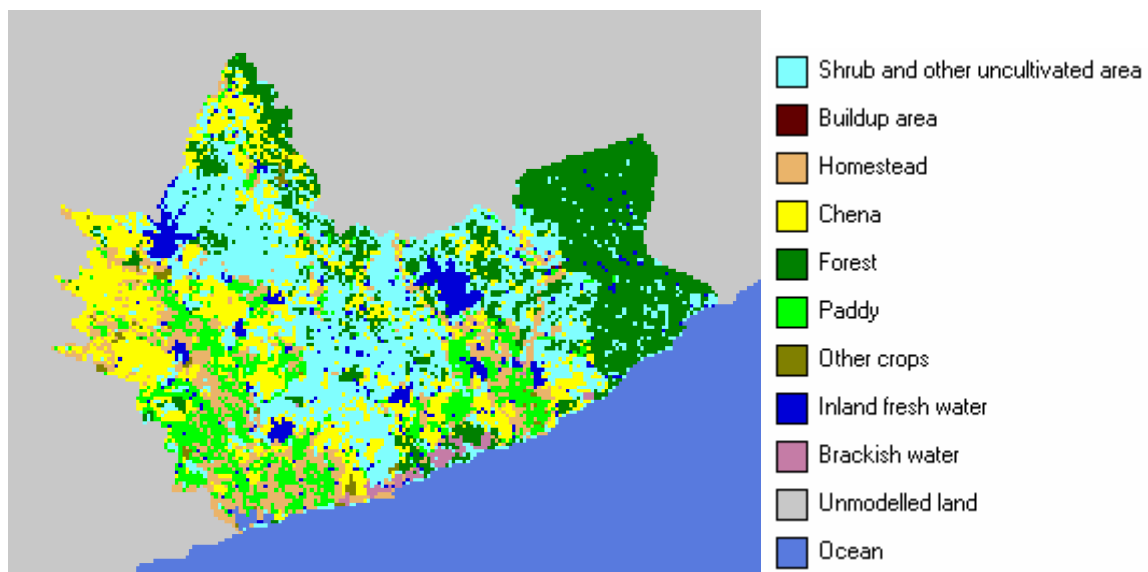 Shrub and other uncultivated area
Buildup area
Homestead
Chena
Forest
Paddy
Other crops
Inland fresh water
Brackish water
Unmodelled land
Ocean